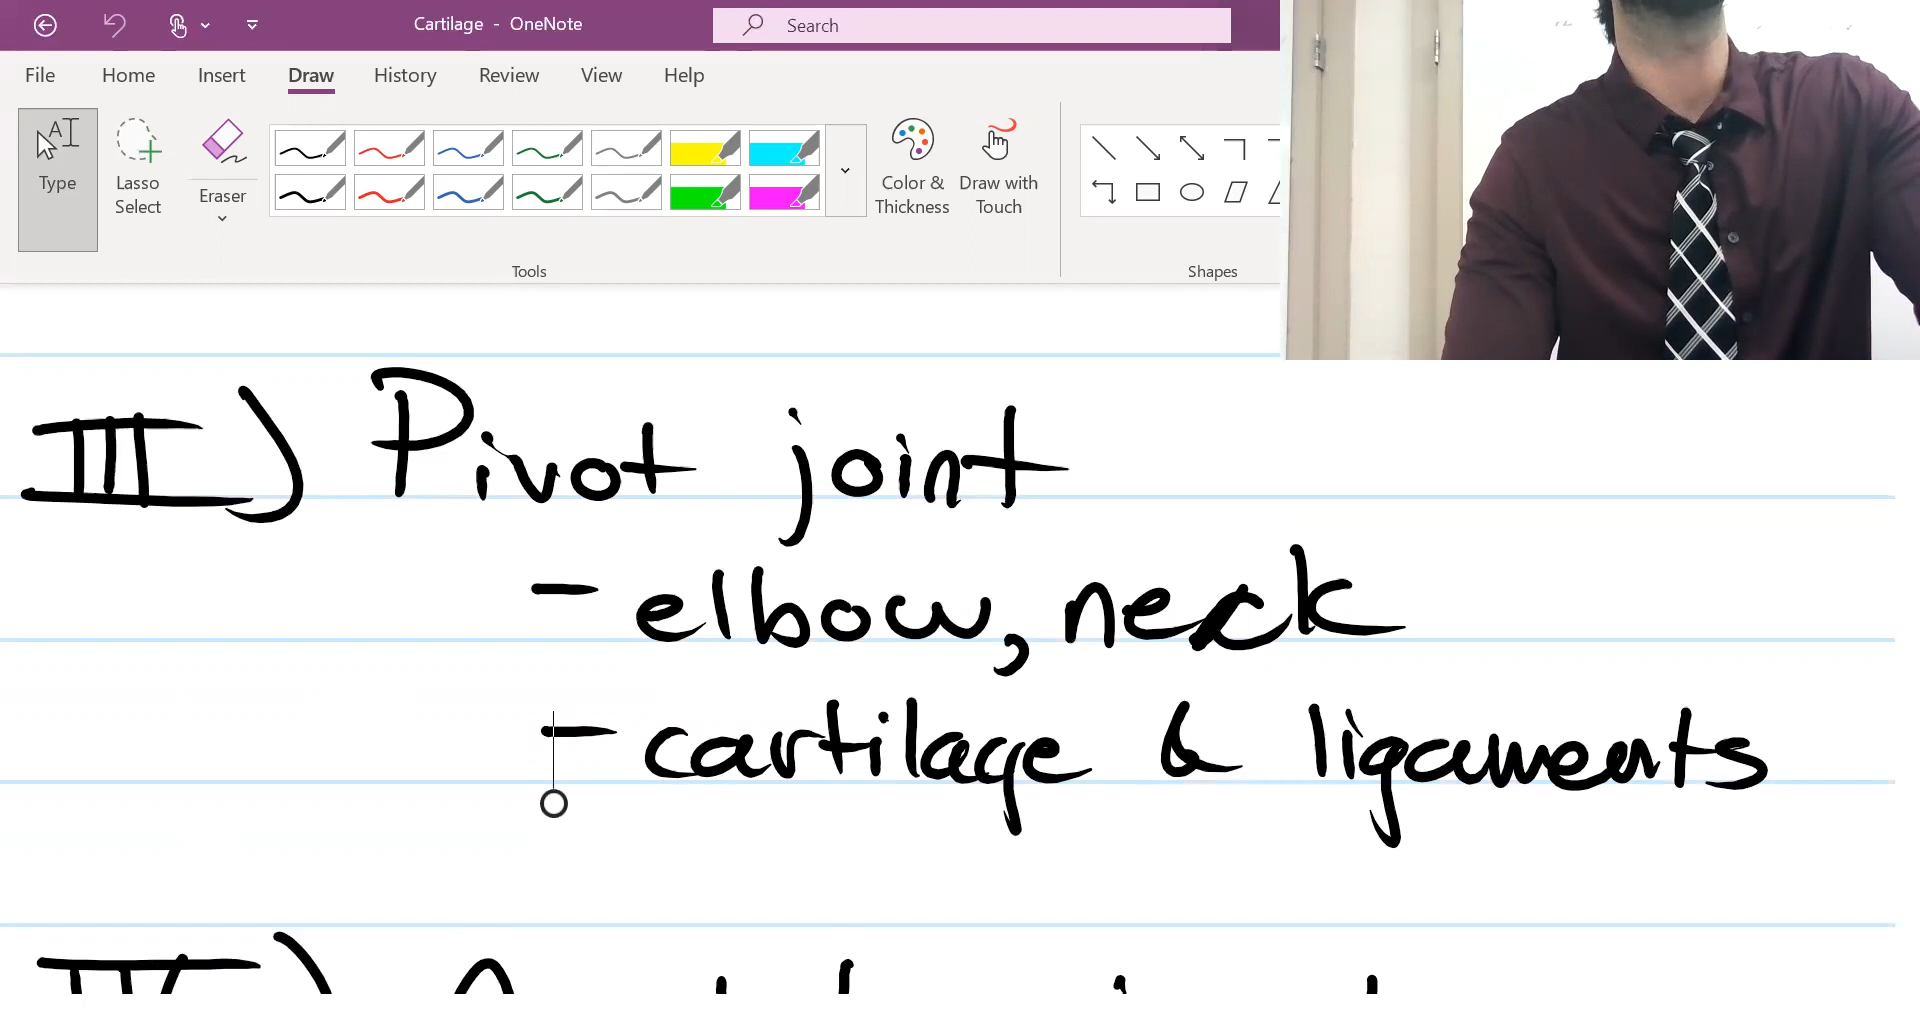 Cartilage - OneNote
Search
File Home Insert Draw History Review View Help
Type
Lasso Select
Eraser
Color & Thickness
Draw with Touch
Tools
Shapes
III) Pivot joint
- elbow, neck
- cartilage & ligaments